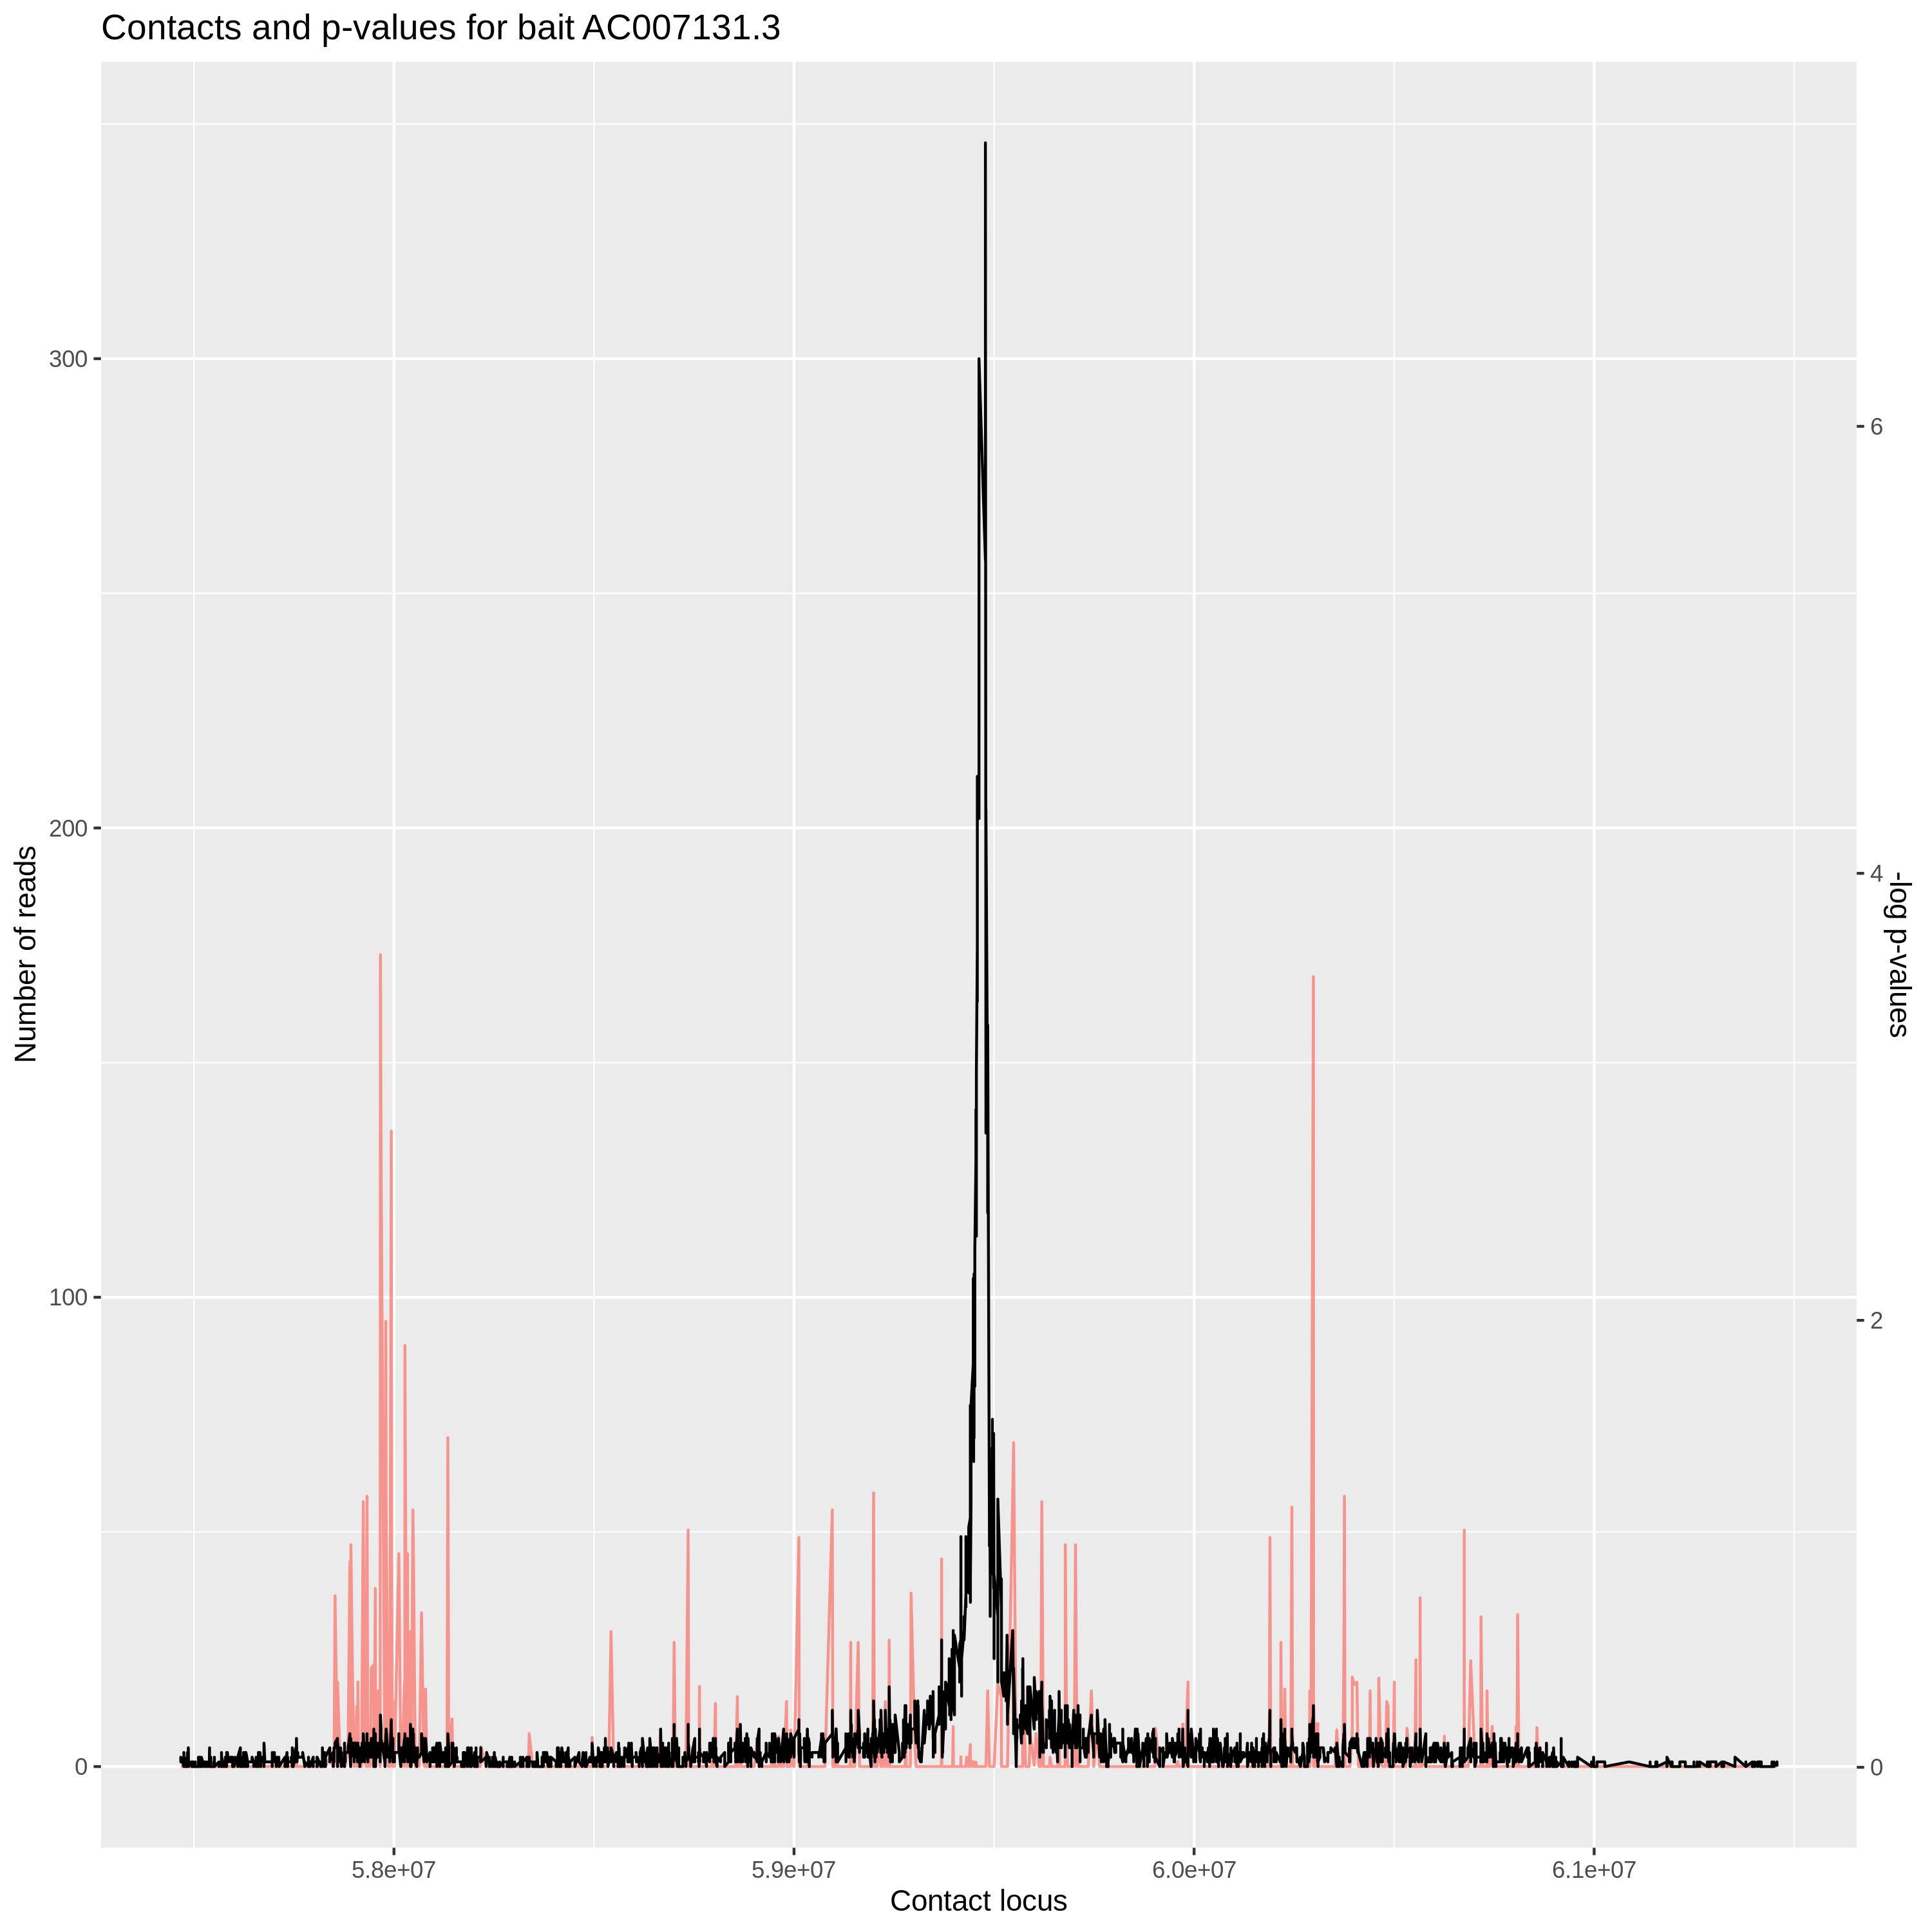 Contacts and p-values for bait AC007131.3
300
200
100
0
Number of reads
6
4
2
0
-log p-values
5.8e+07
5.9e+07
6.0e+07
6.1e+07
Contact locus